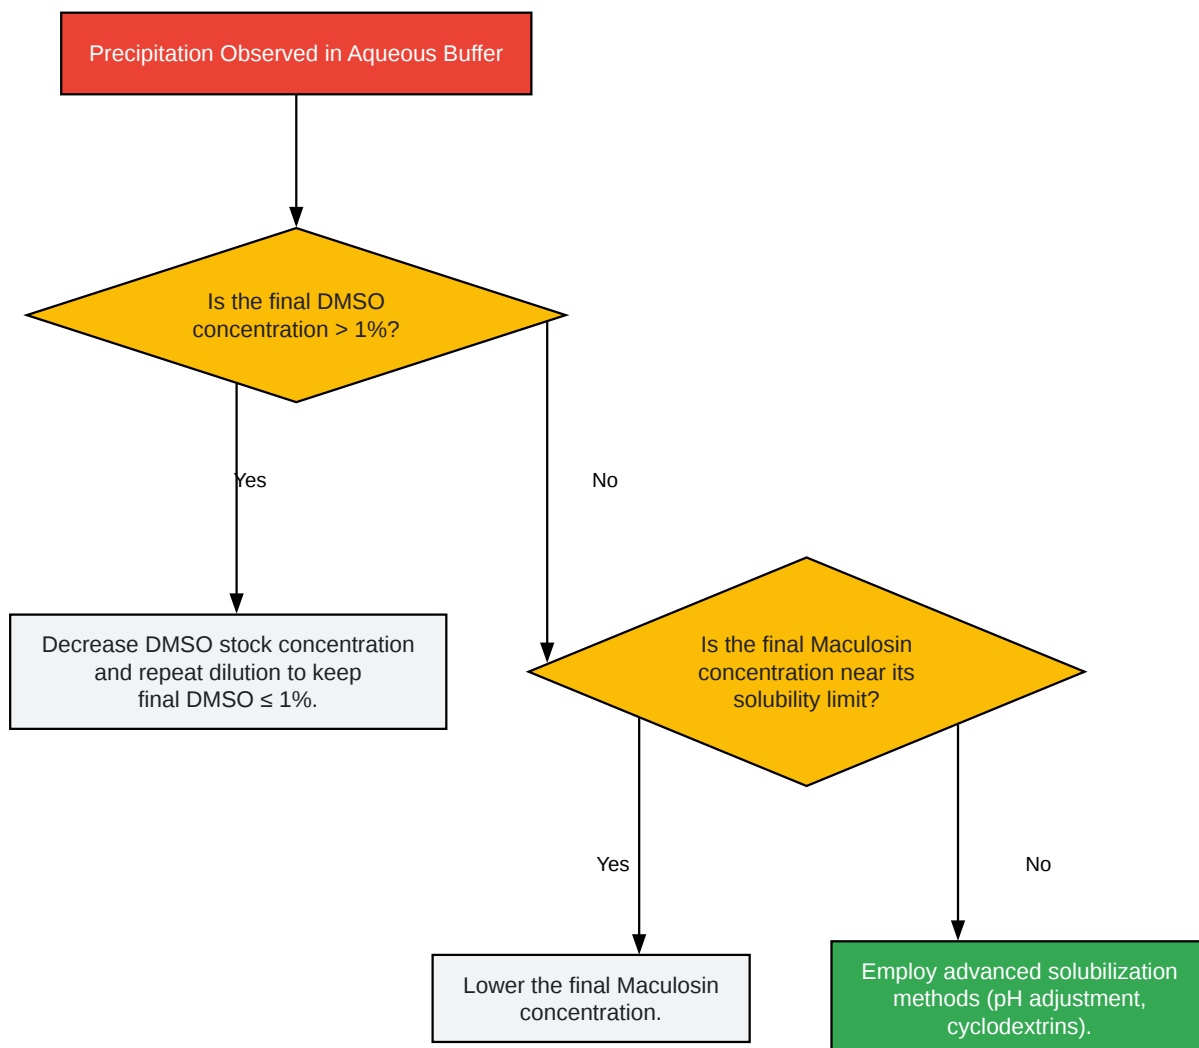 Precipitation Observed in Aqueous Buffer
Is the final DMSO
concentration > 1%?
Yes
No
Decrease DMSO stock concentration
and repeat dilution to keep
final DMSO ≤ 1%.
Is the final Maculosin
concentration near its
solubility limit?
Yes
No
Lower the final Maculosin
concentration.
Employ advanced solubilization
methods (pH adjustment,
cyclodextrins).